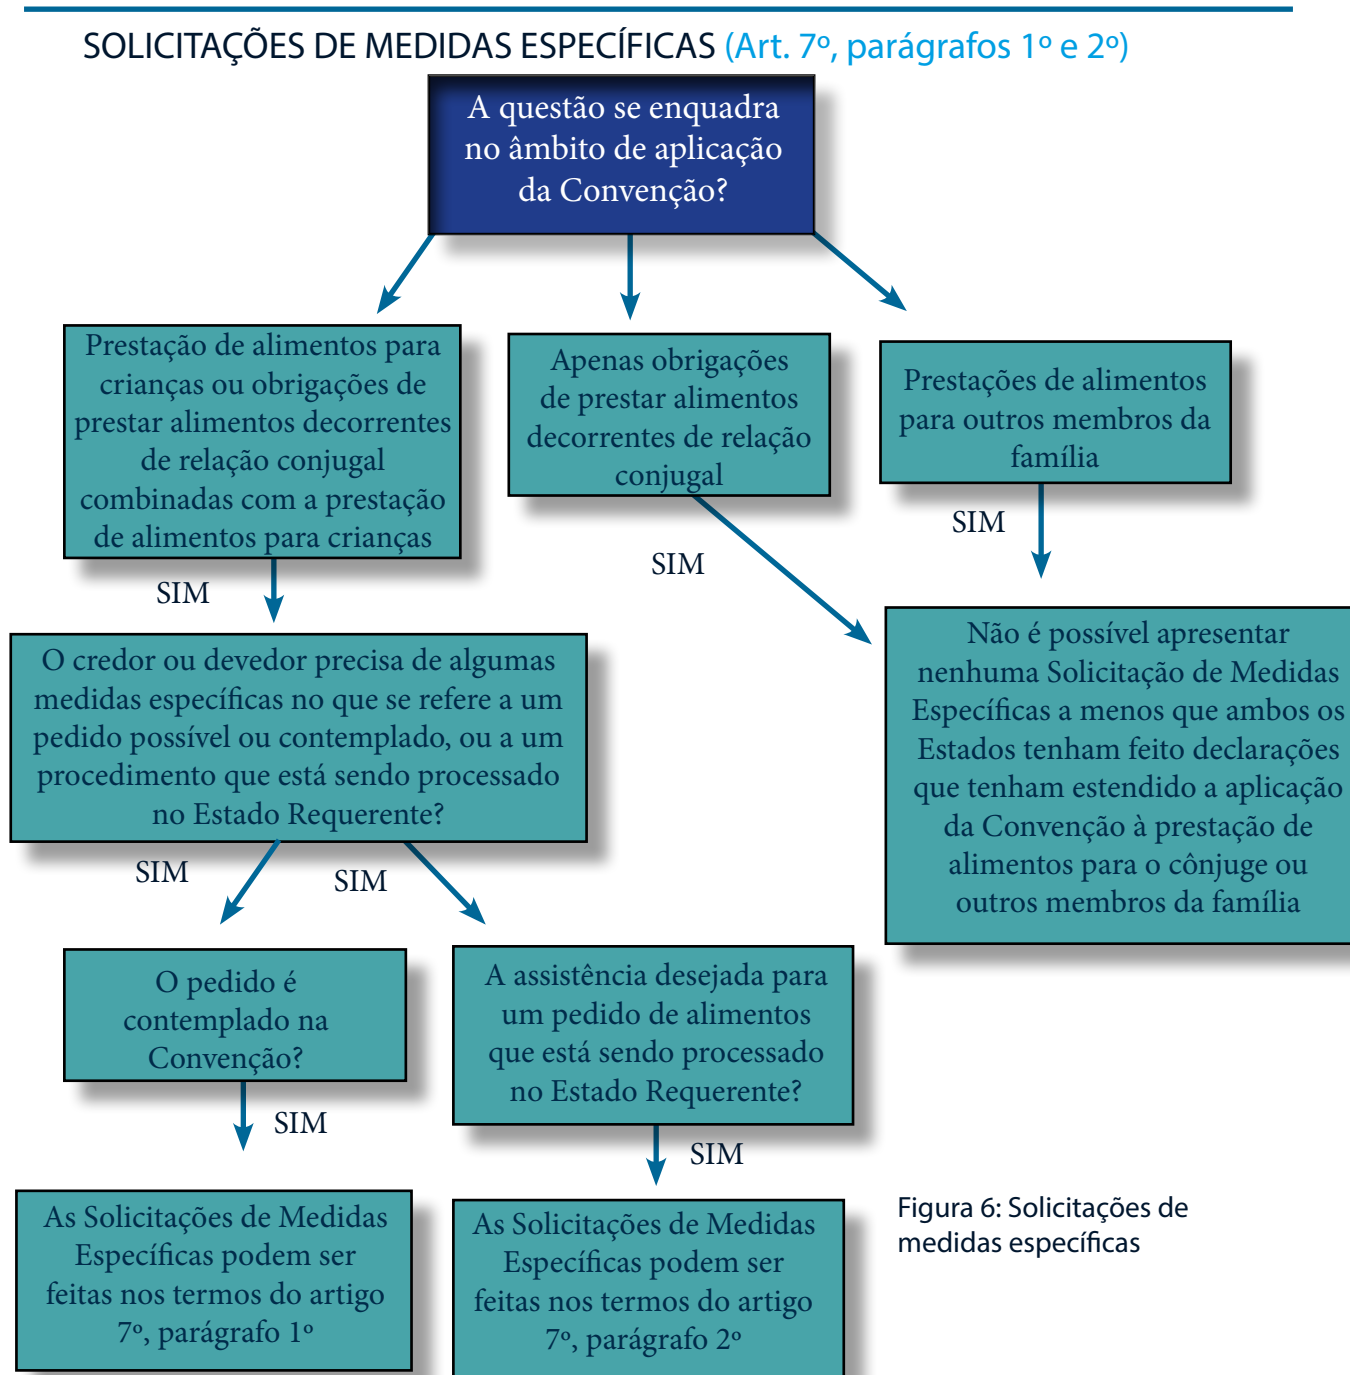 SOLICITAÇÕES DE MEDIDAS ESPECÍFICAS (Art. 7º, parágrafos 1º e 2º)
A questão se enquadra
no âmbito de aplicação
da Convenção?
Prestação de alimentos para
crianças ou obrigações de
prestar alimentos decorrentes
de relação conjugal
combinadas com a prestação
de alimentos para crianças
Apenas obrigações
de prestar alimentos
decorrentes de relação
conjugal
Prestações de alimentos
para outros membros da
família
SIM
SIM
SIM
O credor ou devedor precisa de algumas
medidas específicas no que se refere a um
pedido possível ou contemplado, ou a um
procedimento que está sendo processado
no Estado Requerente?
Não é possível apresentar
nenhuma Solicitação de Medidas
Específicas a menos que ambos os
Estados tenham feito declarações
que tenham estendido a aplicação
da Convenção à prestação de
alimentos para o cônjuge ou
outros membros da família
SIM
SIM
O pedido é
contemplado na
Convenção?
A assistência desejada para
um pedido de alimentos
que está sendo processado
no Estado Requerente?
SIM
SIM
As Solicitações de Medidas
Específicas podem ser
feitas nos termos do artigo
7º, parágrafo 1º
As Solicitações de Medidas
Específicas podem ser
feitas nos termos do artigo
7º, parágrafo 2º
Figura 6: Solicitações de
medidas específicas